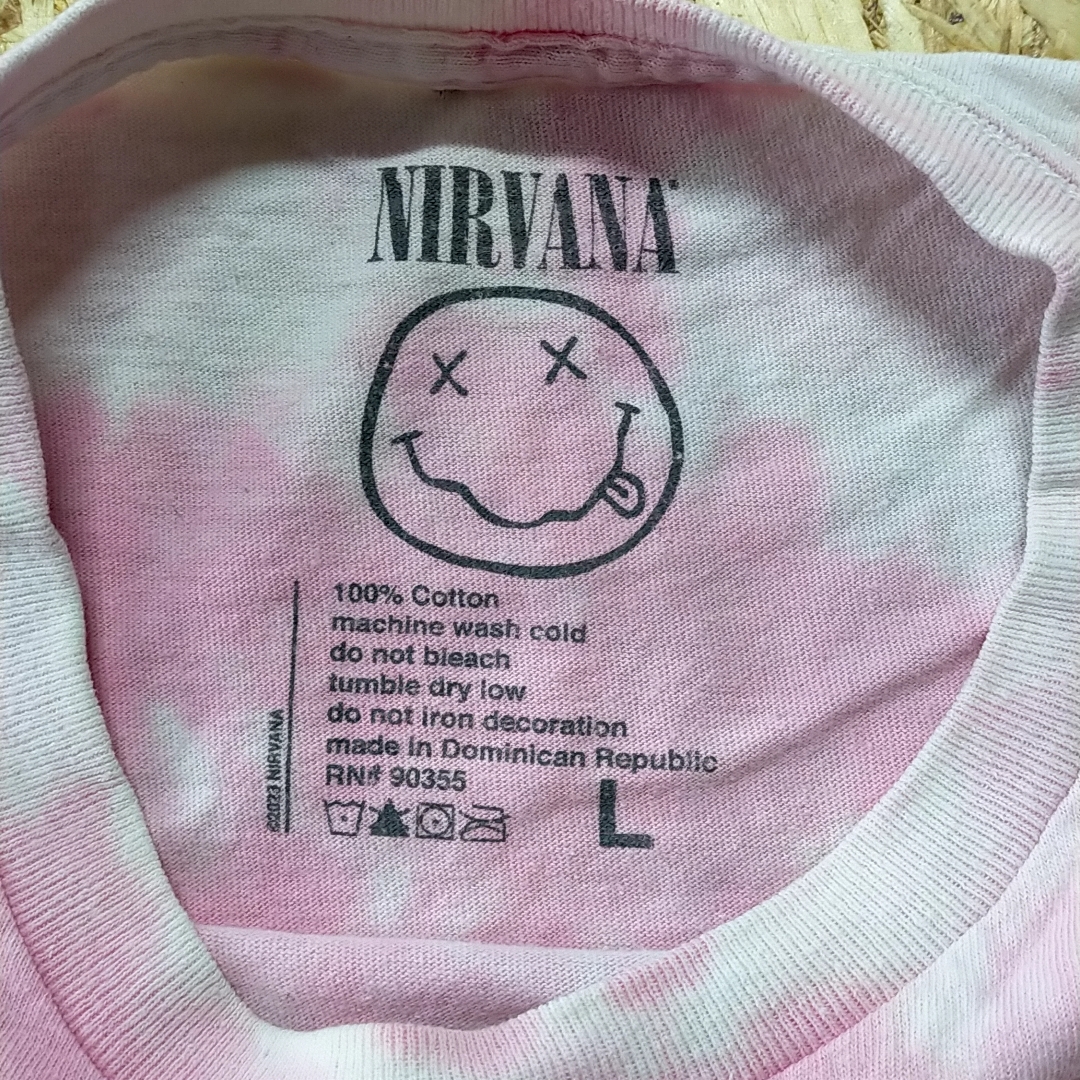 NIRVANA
100% Cotton
machine wash cold
do not bleach
tumble dry low
do not iron decoration
made in Dominican Republic
RN# 90355
L
©2023 NIRVANA